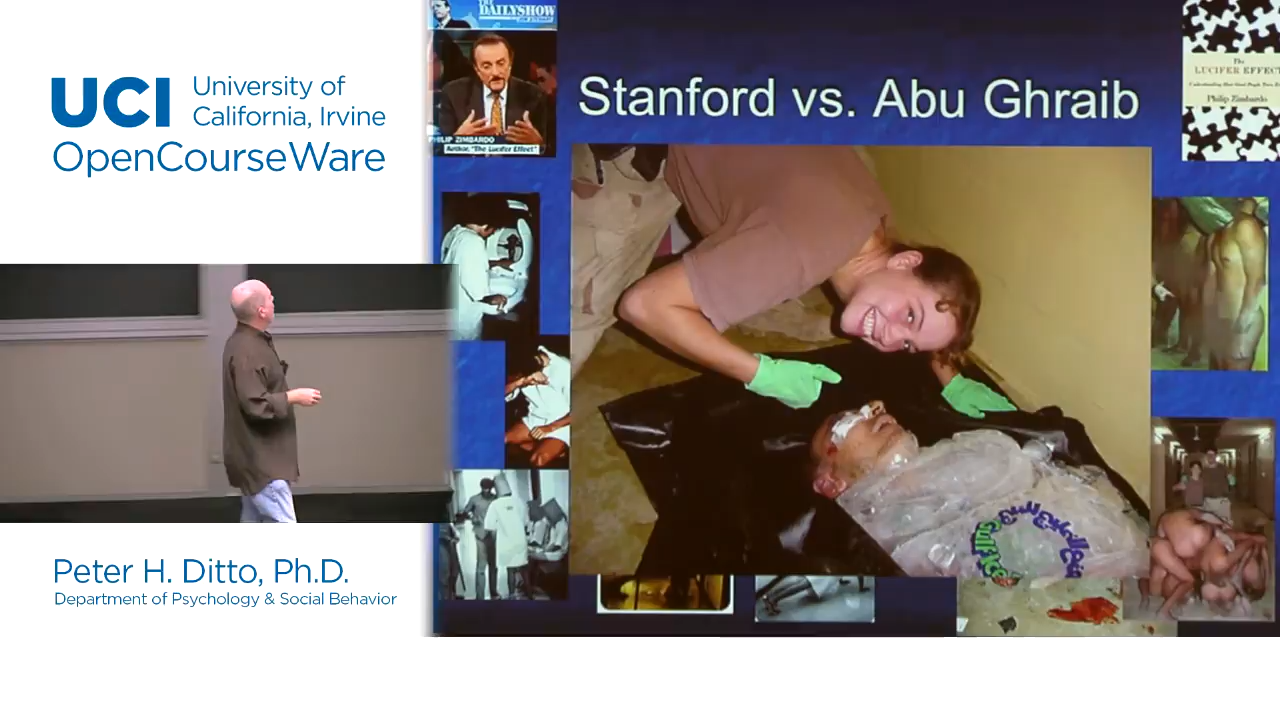 UCI University of
California, Irvine
OpenCourseWare
THE
DAILYSHOW
PHILIP ZIMBARDO
Author, "The Lucifer Effect"
Stanford vs. Abu Ghraib
The
LUCIFER EFFECT
Philip Zimbardo
Peter H. Ditto, Ph.D.
Department of Psychology & Social Behavior